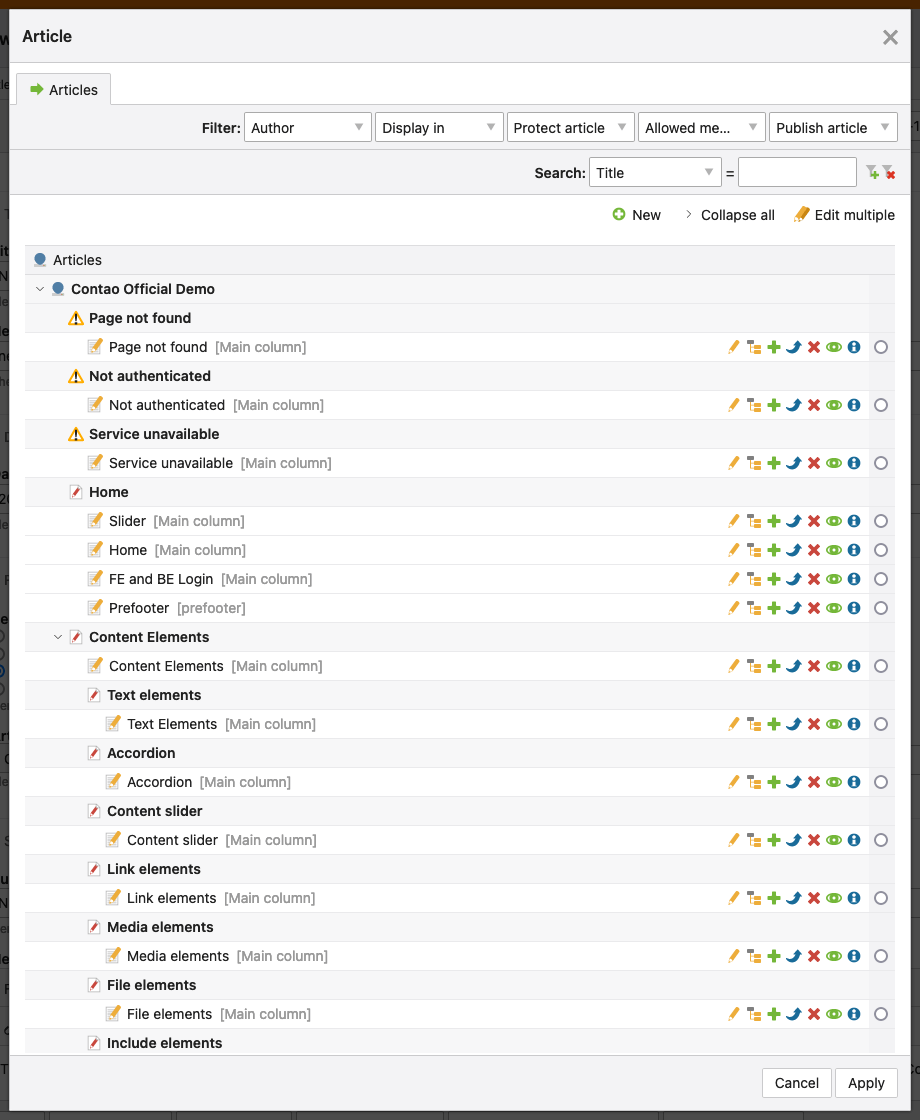 Article
Articles
Filter: Author Display in Protect article Allowed me... Publish article
Search: Title =
New Collapse all Edit multiple
Articles
Contao Official Demo
Page not found
Page not found [Main column]
Not authenticated
Not authenticated [Main column]
Service unavailable
Service unavailable [Main column]
Home
Slider [Main column]
Home [Main column]
FE and BE Login [Main column]
Prefooter [prefooter]
Content Elements
Content Elements [Main column]
Text elements
Text Elements [Main column]
Accordion
Accordion [Main column]
Content slider
Content slider [Main column]
Link elements
Link elements [Main column]
Media elements
Media elements [Main column]
File elements
File elements [Main column]
Include elements
Cancel Apply